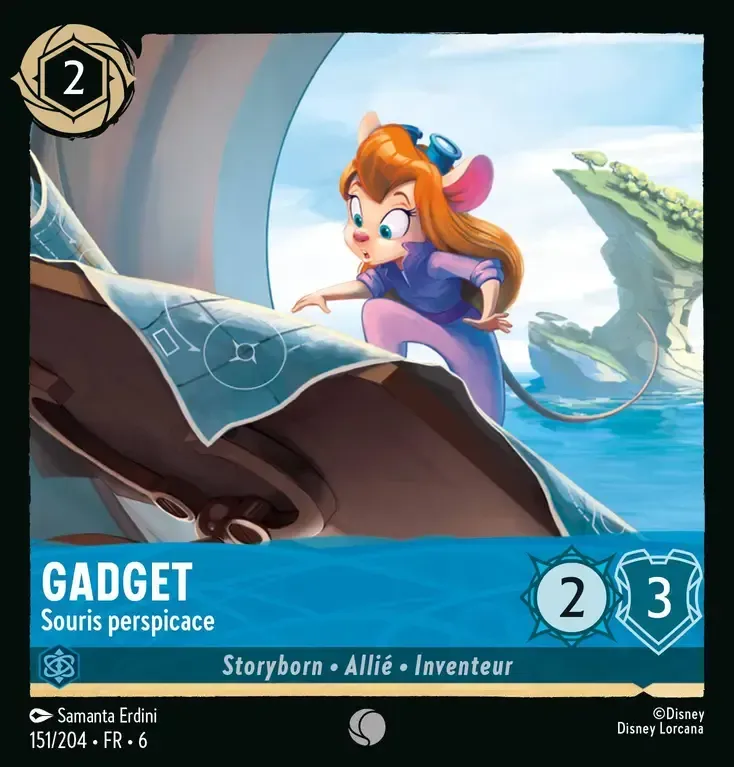 2
GADGET
Souris perspicace
2
3
Storyborn • Allié • Inventeur
Samanta Erdini
151/204 • FR • 6
©Disney
Disney Lorcana